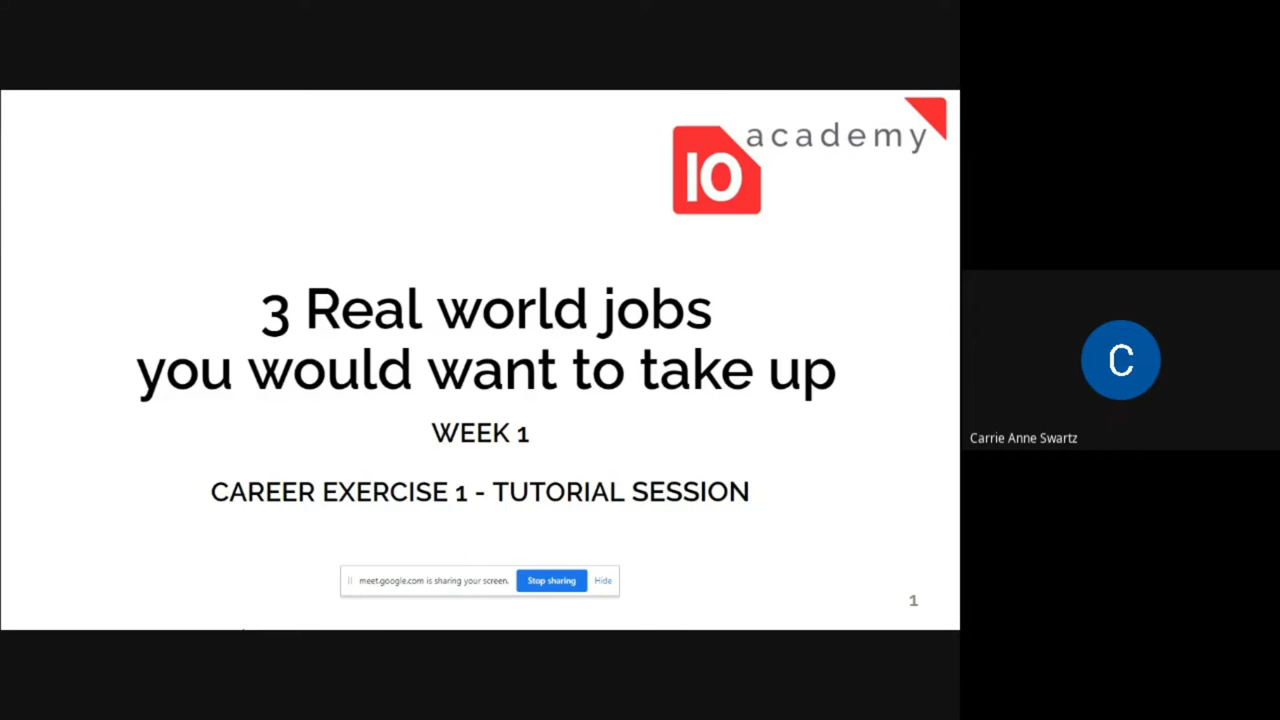 academy
10
3 Real world jobs
you would want to take up
WEEK 1
CAREER EXERCISE 1 - TUTORIAL SESSION
meet.google.com is sharing your screen. Stop sharing Hide
1
C
Carrie Anne Swartz